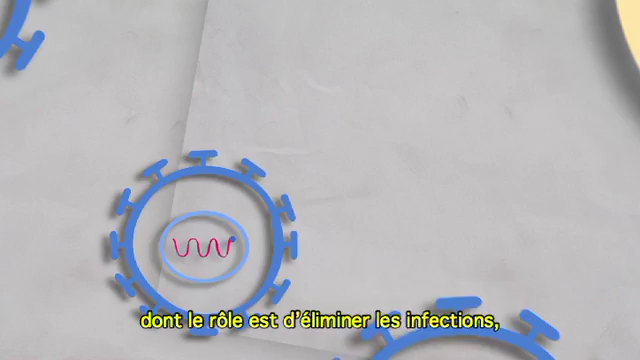 dont le rôle est d'éliminer les infections,